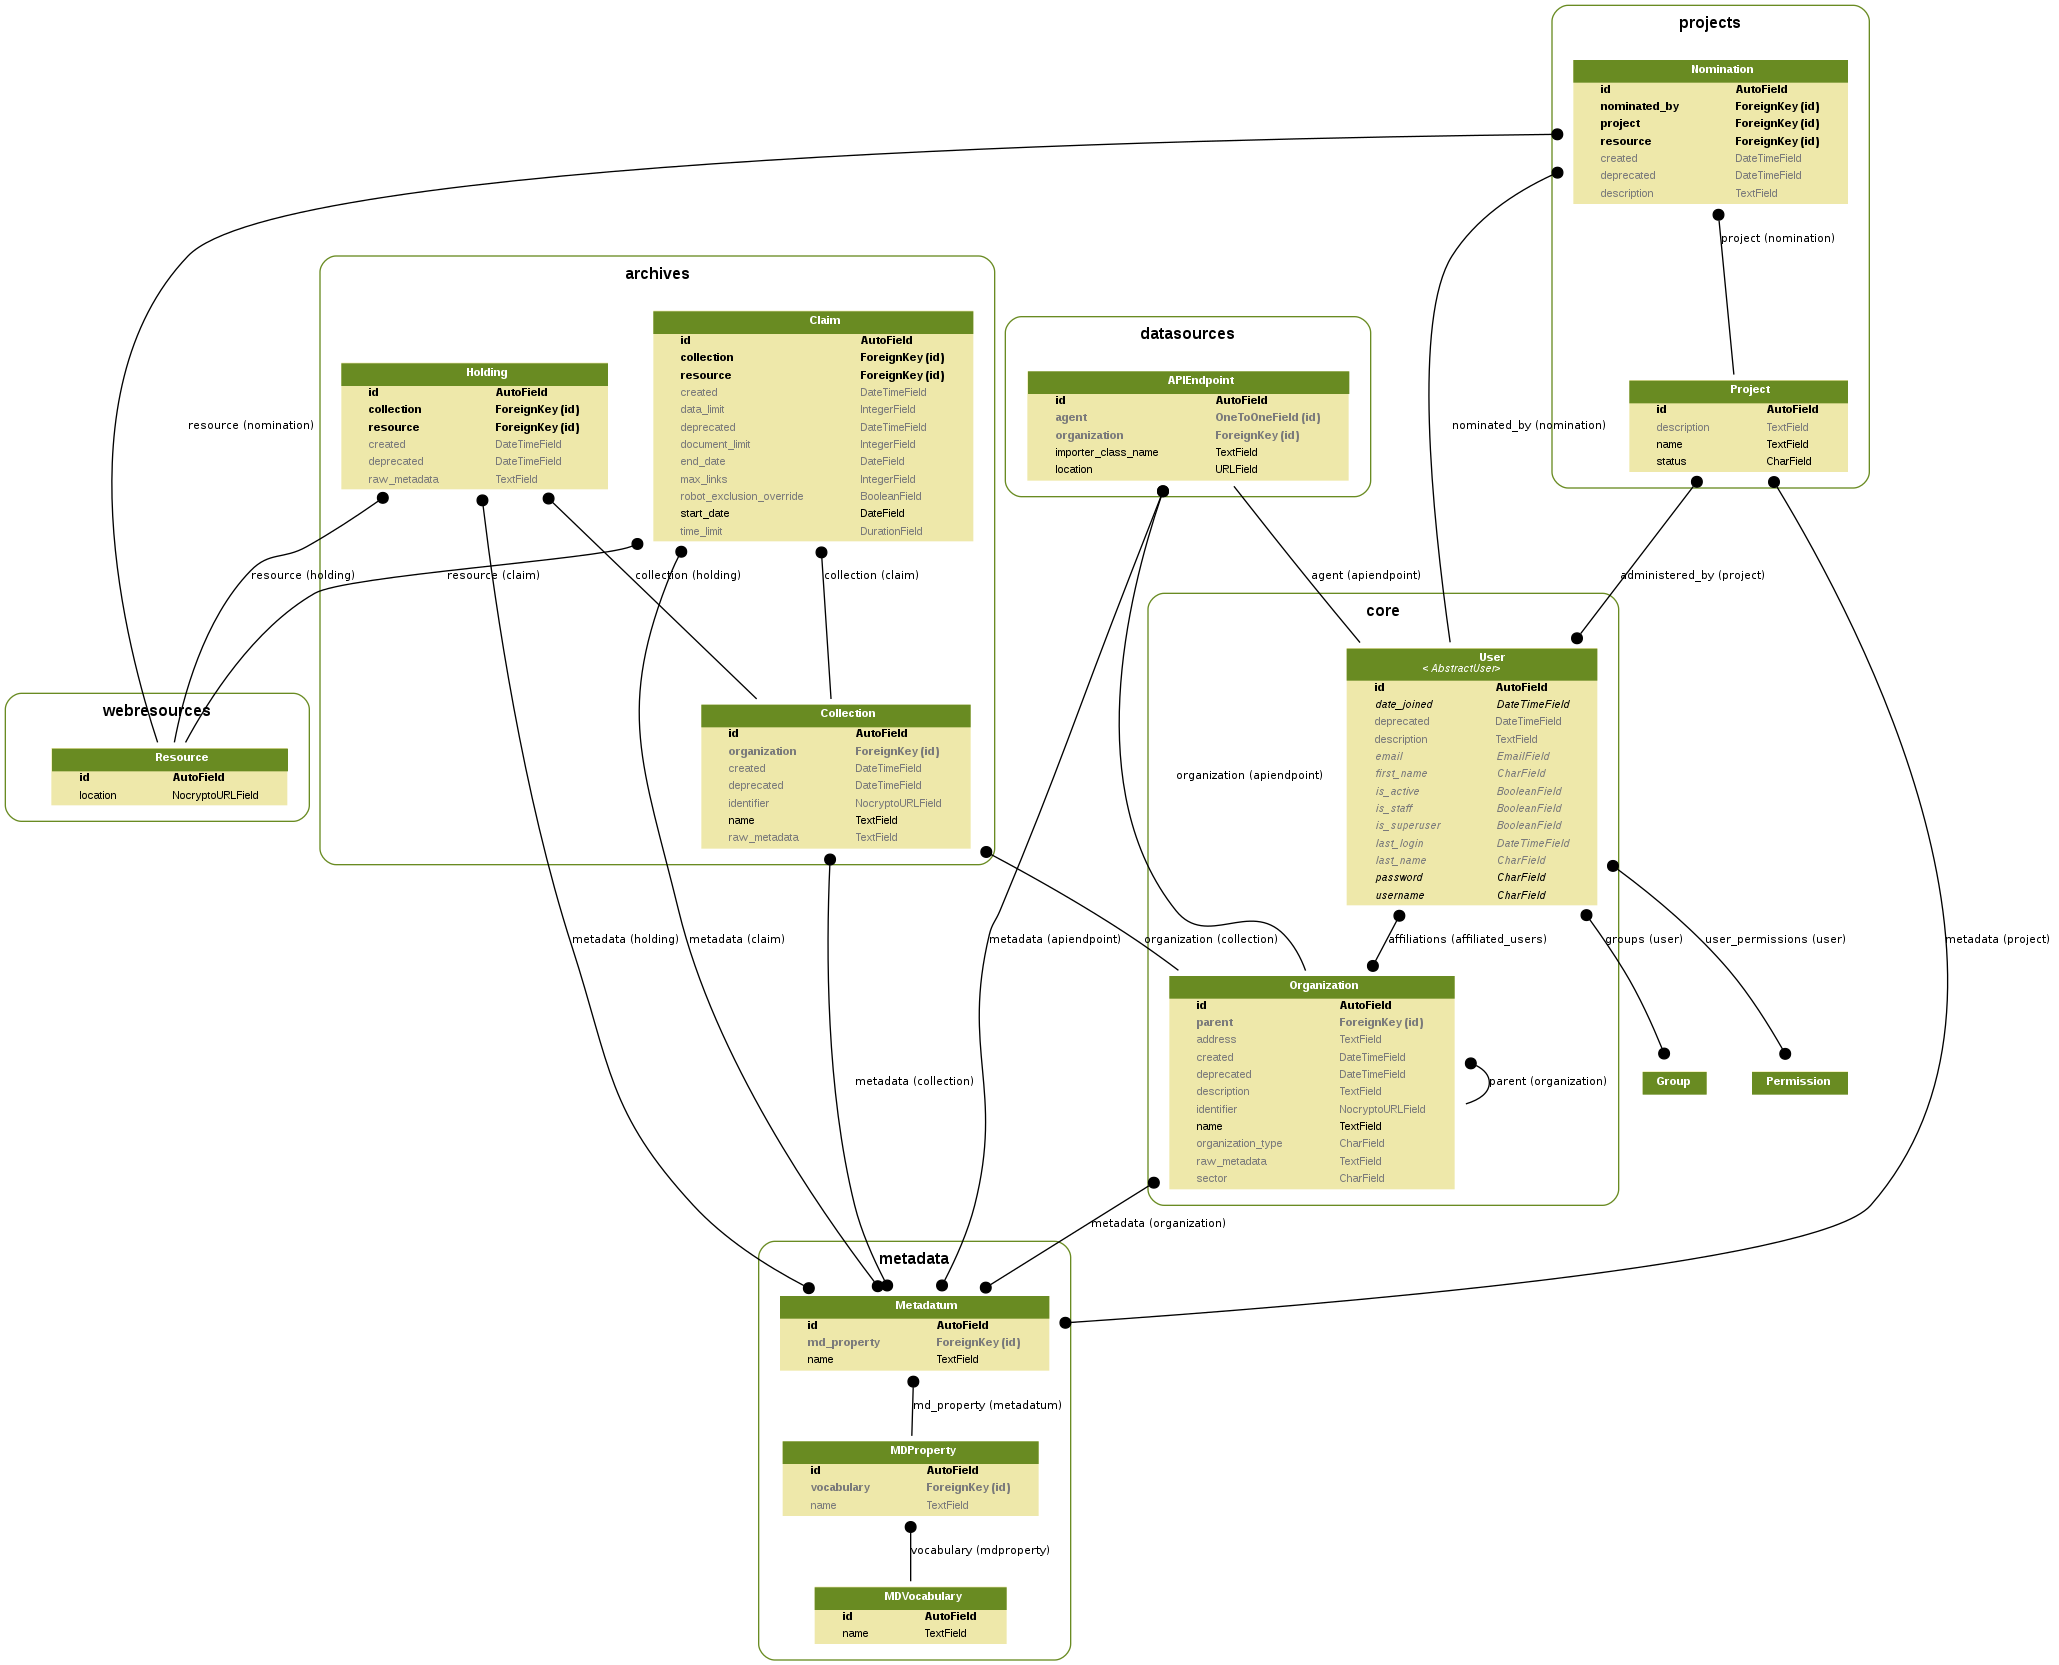 projects
Nomination
id AutoField
nominated_by ForeignKey (id)
project ForeignKey (id)
resource ForeignKey (id)
created DateTimeField
deprecated DateTimeField
description TextField
project (nomination)
Project
id AutoField
description TextField
name TextField
status CharField
archives
Claim
id AutoField
collection ForeignKey (id)
resource ForeignKey (id)
created DateTimeField
data_limit IntegerField
deprecated DateTimeField
document_limit IntegerField
end_date DateField
max_links IntegerField
robot_exclusion_override BooleanField
start_date DateField
time_limit DurationField
Holding
id AutoField
collection ForeignKey (id)
resource ForeignKey (id)
created DateTimeField
deprecated DateTimeField
raw_metadata TextField
datasources
APIEndpoint
id AutoField
agent OneToOneField (id)
organization ForeignKey (id)
importer_class_name TextField
location URLField
resource (nomination)
nominated_by (nomination)
resource (holding)
resource (claim)
collection (holding)
collection (claim)
agent (apiendpoint)
administered_by (project)
core
User
< AbstractUser>
id AutoField
date_joined DateTimeField
deprecated DateTimeField
description TextField
email EmailField
first_name CharField
is_active BooleanField
is_staff BooleanField
is_superuser BooleanField
last_login DateTimeField
last_name CharField
password CharField
username CharField
webresources
Resource
id AutoField
location NocryptoURLField
Collection
id AutoField
organization ForeignKey (id)
created DateTimeField
deprecated DateTimeField
identifier NocryptoURLField
name TextField
raw_metadata TextField
organization (apiendpoint)
metadata (holding)
metadata (claim)
metadata (apiendpoint)
organization (collection)
affiliations (affiliated_users)
groups (user)
user_permissions (user)
metadata (project)
Organization
id AutoField
parent ForeignKey (id)
address TextField
created DateTimeField
deprecated DateTimeField
description TextField
identifier NocryptoURLField
name TextField
organization_type CharField
raw_metadata TextField
sector CharField
metadata (collection)
parent (organization)
Group
Permission
metadata (organization)
metadata
Metadatum
id AutoField
md_property ForeignKey (id)
name TextField
md_property (metadatum)
MDProperty
id AutoField
vocabulary ForeignKey (id)
name TextField
vocabulary (mdproperty)
MDVocabulary
id AutoField
name TextField